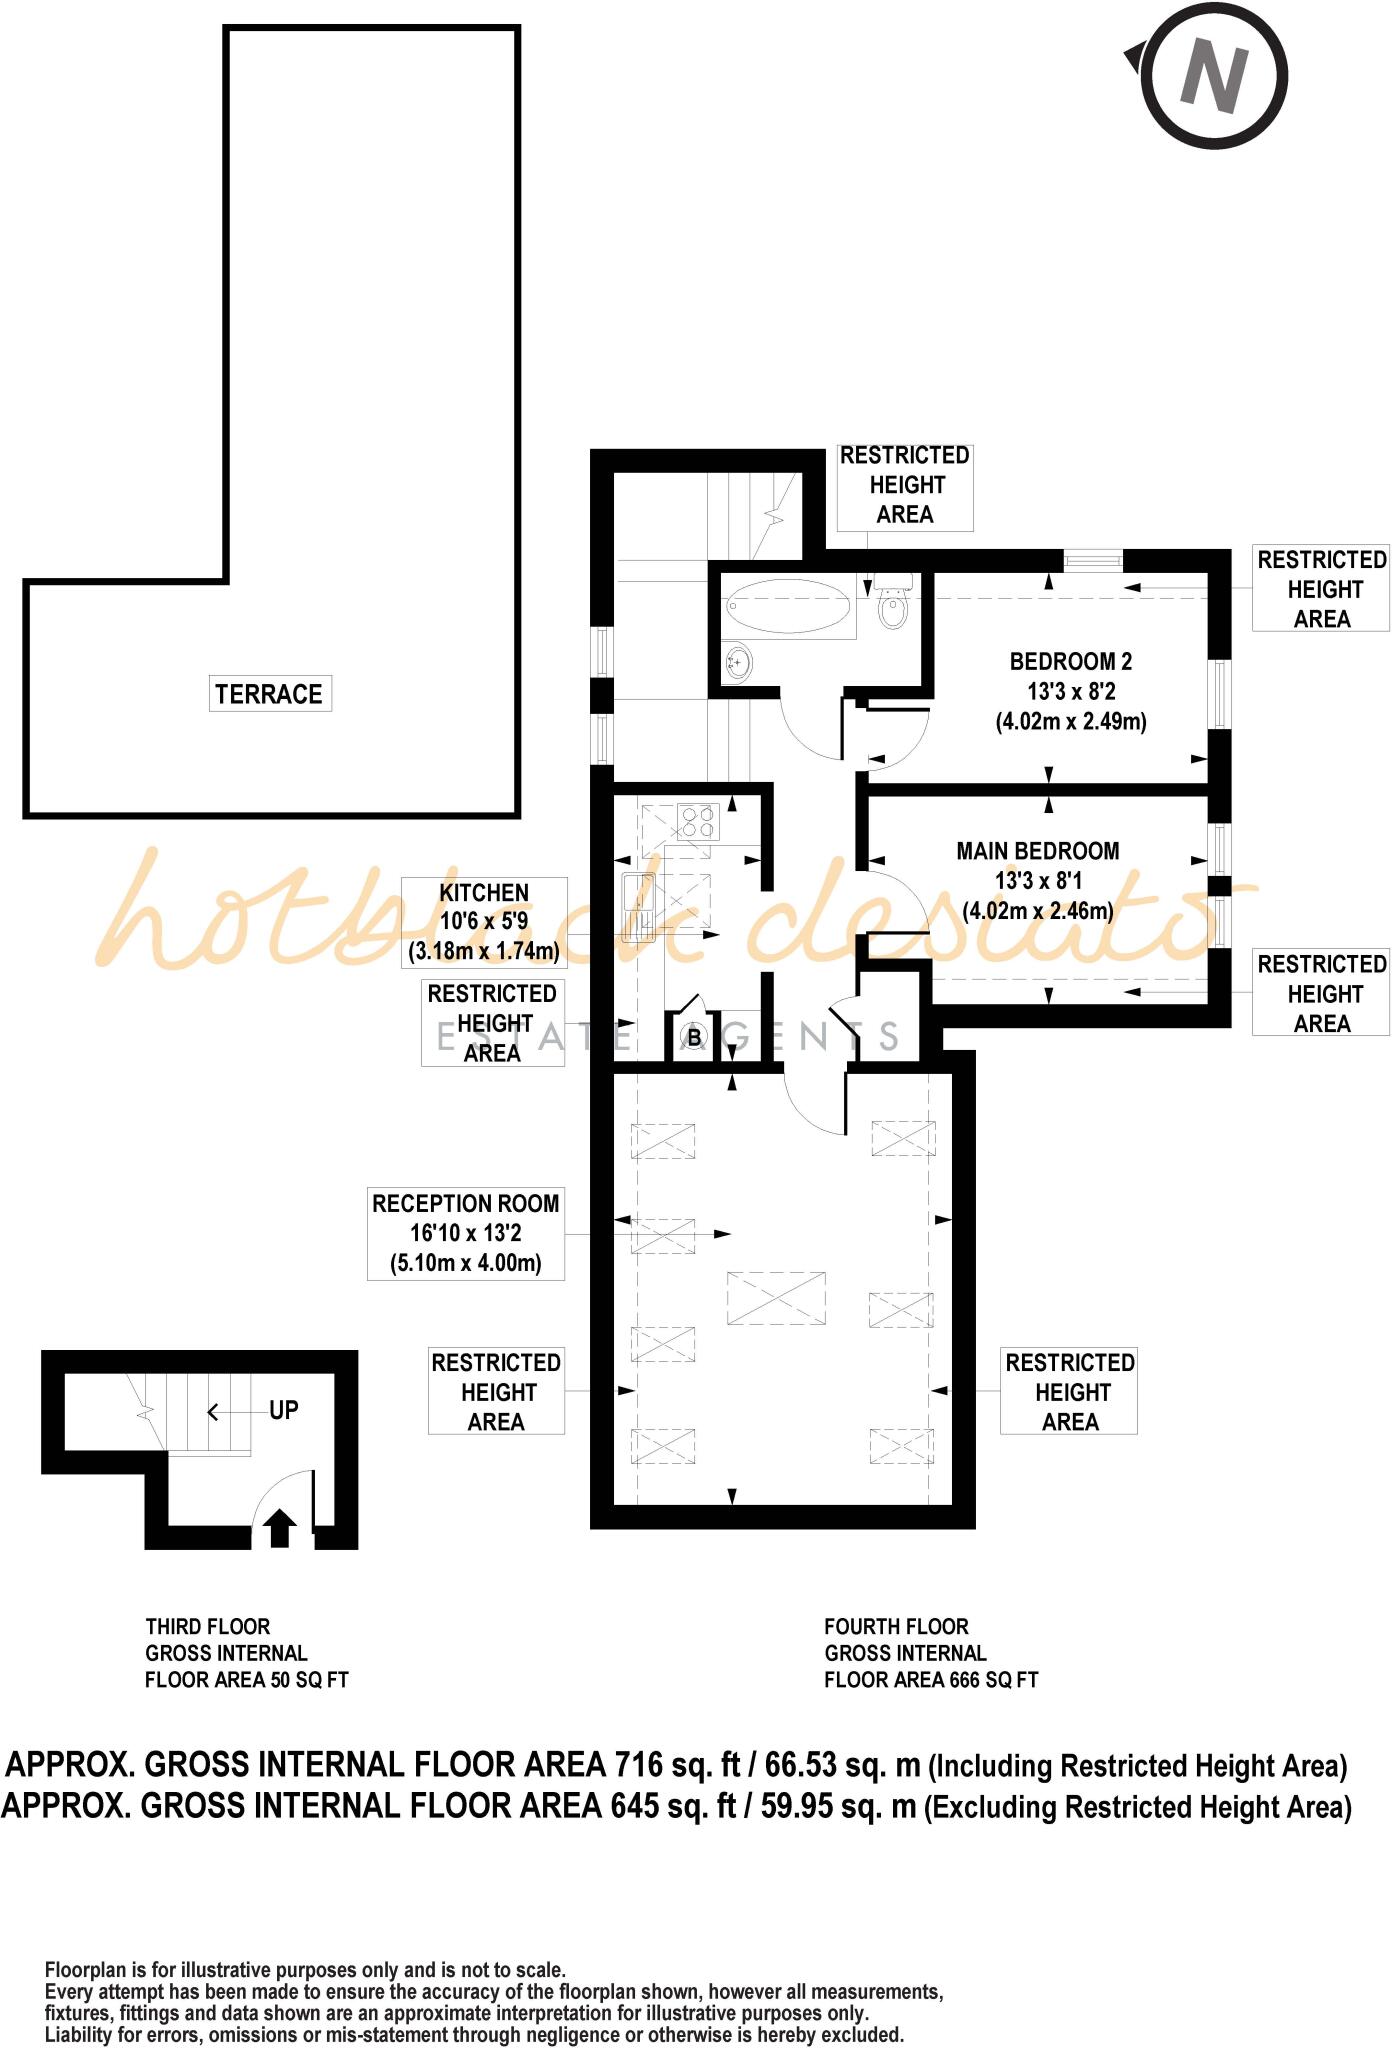 N
RESTRICTED
HEIGHT
AREA
RESTRICTED
HEIGHT
AREA
TERRACE
BEDROOM 2
13'3 x 8'2
(4.02m x 2.49m)
MAIN BEDROOM
13'3 x 8'1
(4.02m x 2.46m)
hotblack desiato
ESTATE AGENTS
KITCHEN
10'6 x 5'9
(3.18m x 1.74m)
RESTRICTED
HEIGHT
AREA
RESTRICTED
HEIGHT
AREA
B
RECEPTION ROOM
16'10 x 13'2
(5.10m x 4.00m)
RESTRICTED
HEIGHT
AREA
RESTRICTED
HEIGHT
AREA
UP
THIRD FLOOR
GROSS INTERNAL
FLOOR AREA 50 SQ FT
FOURTH FLOOR
GROSS INTERNAL
FLOOR AREA 666 SQ FT
APPROX. GROSS INTERNAL FLOOR AREA 716 sq. ft / 66.53 sq. m (Including Restricted Height Area)
APPROX. GROSS INTERNAL FLOOR AREA 645 sq. ft / 59.95 sq. m (Excluding Restricted Height Area)
Floorplan is for illustrative purposes only and is not to scale.
Every attempt has been made to ensure the accuracy of the floorplan shown, however all measurements,
fixtures, fittings and data shown are an approximate interpretation for illustrative purposes only.
Liability for errors, omissions or mis-statement through negligence or otherwise is hereby excluded.